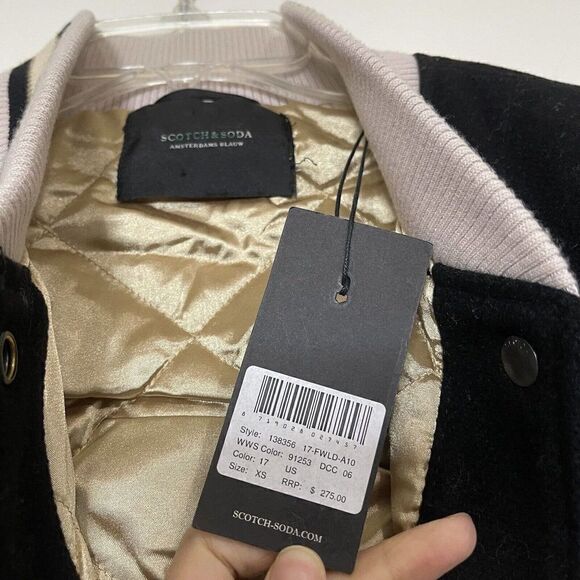 SCOTCH&SODA
AMSTERDAMS BLAUW
8 719028 027437
Style: 138356 17-FWLD-A10
WWS Color: 91253 DCC 06
Color: 17 US
Size: XS RRP: $ 275.00
SCOTCH-SODA.COM